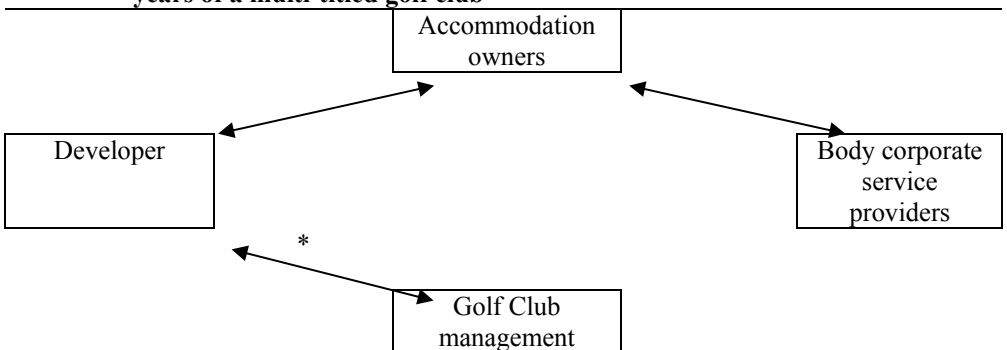 years of a multi-titled golf club
Accommodation
owners
Developer
Body corporate
service
providers
*
Golf Club
management